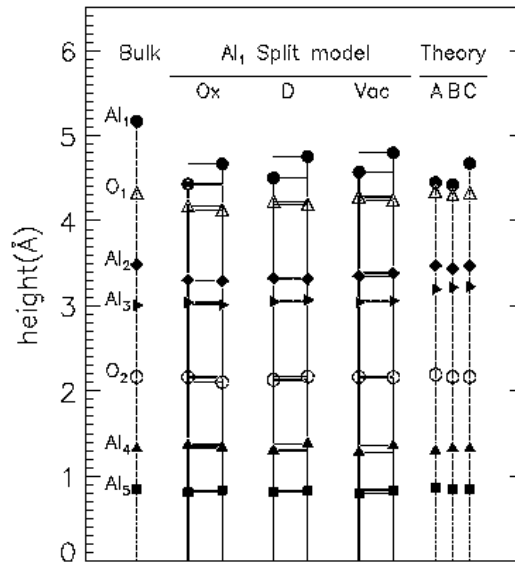 6
Bulk Al₁ Split model Theory
Ox D Vac A B C
Al₁
5
O₁
4
Al₂
Al₃
3
O₂
2
Al₄
1
Al₅
0
height(Å)